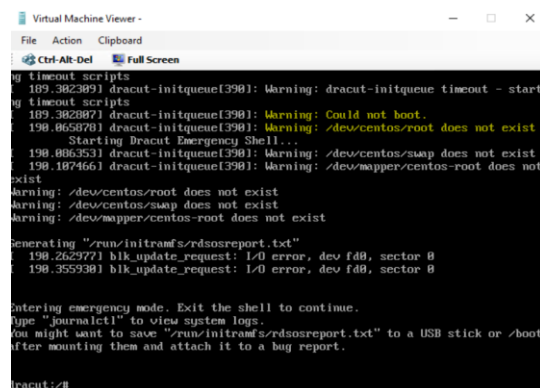 Virtual Machine Viewer -
File Action Clipboard
Ctrl-Alt-Del Full Screen
ng timeout scripts
[ 189.302309] dracut-initqueue[390]: Warning: dracut-initqueue timeout - start
ng timeout scripts
[ 189.302807] dracut-initqueue[390]: Warning: Could not boot.
[ 190.065878] dracut-initqueue[390]: Warning: /dev/centos/root does not exist
Starting Dracut Emergency Shell...
[ 190.086353] dracut-initqueue[390]: Warning: /dev/centos/swap does not exist
[ 190.107466] dracut-initqueue[390]: Warning: /dev/mapper/centos-root does not
exist
Warning: /dev/centos/root does not exist
Warning: /dev/centos/swap does not exist
Warning: /dev/mapper/centos-root does not exist
Generating "/run/initramfs/rdsosreport.txt"
[ 190.262977] blk_update_request: I/O error, dev fd0, sector 0
[ 190.355930] blk_update_request: I/O error, dev fd0, sector 0
Entering emergency mode. Exit the shell to continue.
Type "journalctl" to view system logs.
You might want to save "/run/initramfs/rdsosreport.txt" to a USB stick or /boot
after mounting them and attach it to a bug report.
dracut:/#